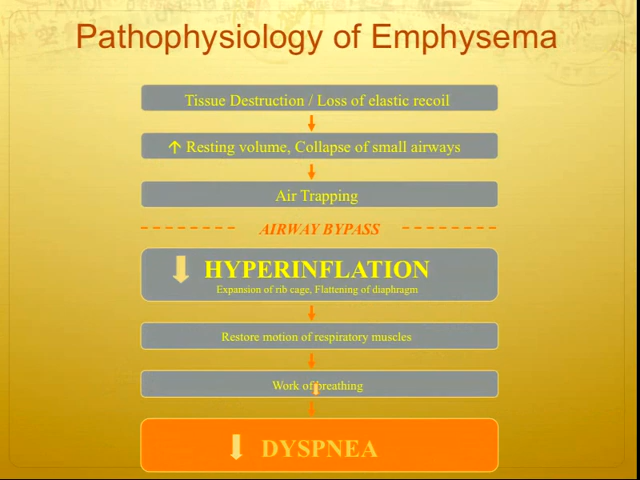 Pathophysiology of Emphysema
Tissue Destruction / Loss of elastic recoil
↑ Resting volume, Collapse of small airways
Air Trapping
AIRWAY BYPASS
HYPERINFLATION
Expansion of rib cage, Flattening of diaphragm
Restore motion of respiratory muscles
Work of breathing
DYSPNEA